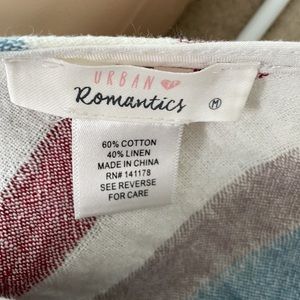 URBAN
Romantics M
60% COTTON
40% LINEN
MADE IN CHINA
RN# 141178
SEE REVERSE
FOR CARE